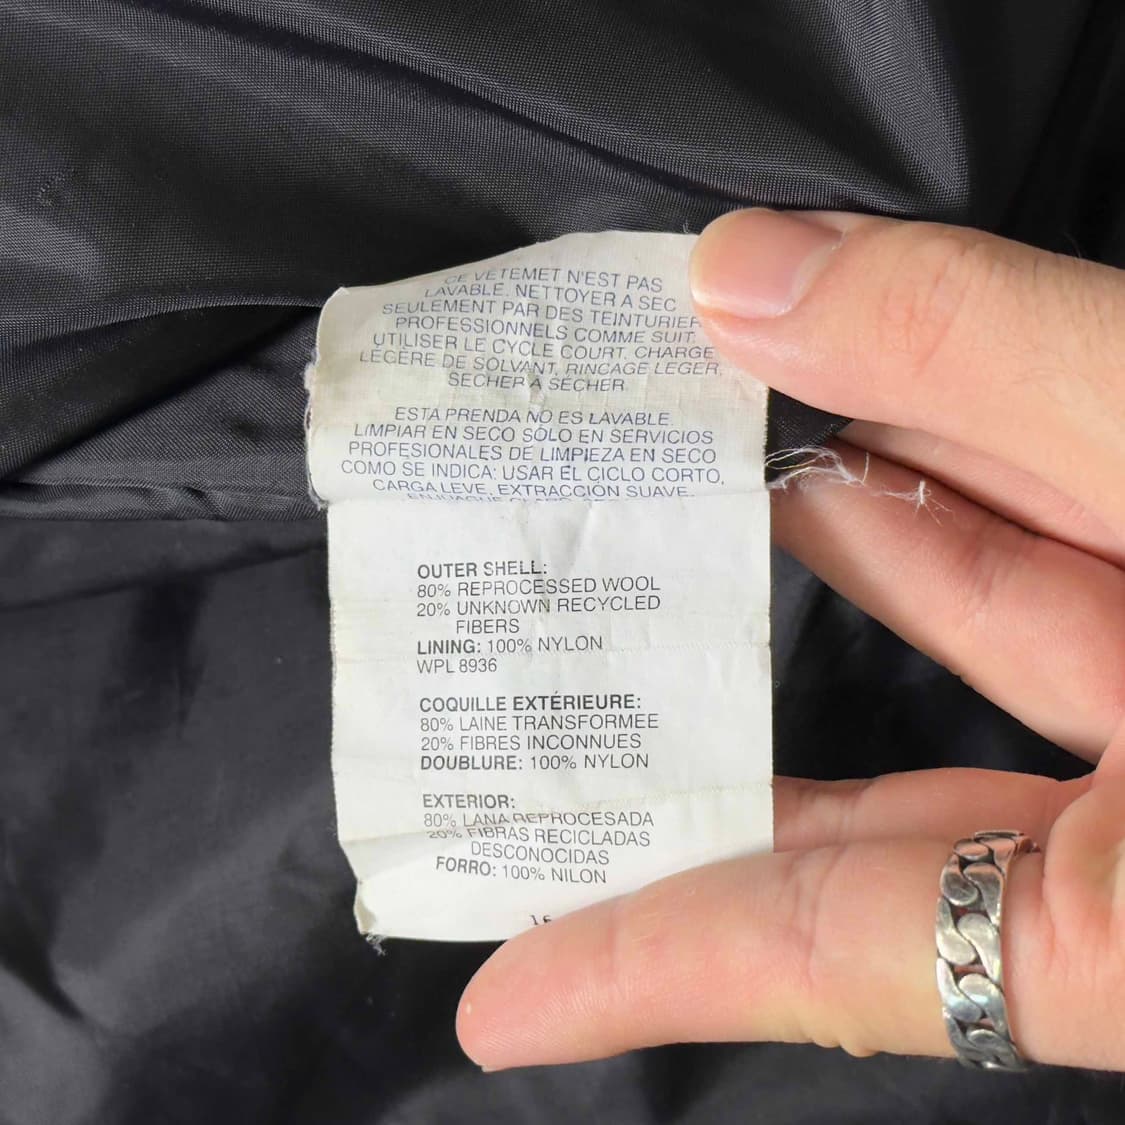 CE VÊTEMET N'EST PAS
LAVABLE. NETTOYER A SEC
SEULEMENT PAR DES TEINTURIER
PROFESSIONNELS COMME SUIT.
UTILISER LE CYCLE COURT. CHARGE
LÉGÈRE DE SOLVANT, RINCAGE LEGER,
SECHER A SÉCHER
ESTA PRENDA NO ES LAVABLE.
LIMPIAR EN SECO SÓLO EN SERVICIOS
PROFESIONALES DE LIMPIEZA EN SECO
COMO SE INDICA: USAR EL CICLO CORTO,
CARGA LEVE, EXTRACCIÓN SUAVE,
OUTER SHELL:
80% REPROCESSED WOOL
20% UNKNOWN RECYCLED
FIBERS
LINING: 100% NYLON
WPL 8936
COQUILLE EXTÉRIEURE:
80% LAINE TRANSFORMEE
20% FIBRES INCONNUES
DOUBLURE: 100% NYLON
EXTERIOR:
80% LANA REPROCESADA
20% FIBRAS RECICLADAS
DESCONOCIDAS
FORRO: 100% NILON